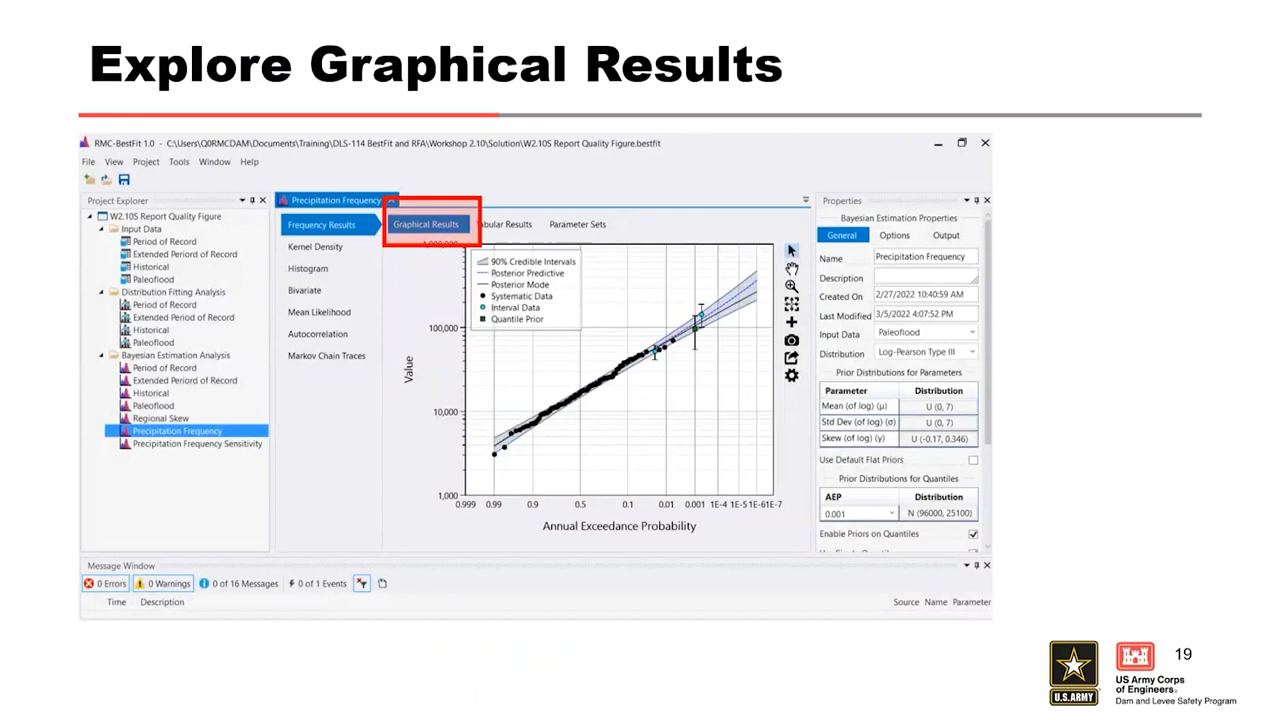 Explore Graphical Results
RMC-BestFit 1.0 - C:\Users\Q0RMCDAM\Documents\Training\DLS-114 BestFit and RFA\Workshop 2.10\Solution\W2.10S Report Quality Figure.bestfit
File View Project Tools Window Help
Project Explorer
W2.10S Report Quality Figure
Input Data
Period of Record
Extended Periord of Record
Historical
Paleoflood
Distribution Fitting Analysis
Period of Record
Extended Periord of Record
Historical
Paleoflood
Bayesian Estimation Analysis
Period of Record
Extended Periord of Record
Historical
Paleoflood
Regional Skew
Precipitation Frequency
Precipitation Frequency Sensitivity
Precipitation Frequency
Frequency Results
Kernel Density
Histogram
Bivariate
Mean Likelihood
Autocorrelation
Markov Chain Traces
Graphical Results Tabular Results Parameter Sets
90% Credible Intervals
Posterior Predictive
Posterior Mode
Systematic Data
Interval Data
Quantile Prior
Value
1,000,000
100,000
10,000
1,000
0.999 0.99 0.9 0.5 0.1 0.01 0.001 1E-4 1E-5 1E-6 1E-7
Annual Exceedance Probability
Properties
Bayesian Estimation Properties
General Options Output
Name Precipitation Frequency
Description
Created On 2/27/2022 10:40:59 AM
Last Modified 3/5/2022 4:07:52 PM
Input Data Paleoflood
Distribution Log-Pearson Type III
Prior Distributions for Parameters
Parameter Distribution
Mean (of log) (µ) U (0, 7)
Std Dev (of log) (σ) U (0, 7)
Skew (of log) (γ) U (-0.17, 0.346)
Use Default Flat Priors
Prior Distributions for Quantiles
AEP Distribution
0.001 N (96000, 25100)
Enable Priors on Quantiles
Message Window
0 Errors 0 Warnings 0 of 16 Messages 0 of 1 Events
Time Description Source Name Parameter
U.S.ARMY
US Army Corps
of Engineers®
Dam and Levee Safety Program
19